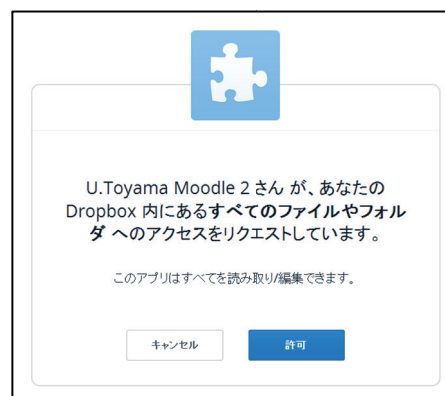 U.Toyama Moodle 2 さん が、あなたの
Dropbox 内にあるすべてのファイルやフォル
ダ へのアクセスをリクエストしています。
このアプリはすべてを読み取り/編集できます。
キャンセル
許可